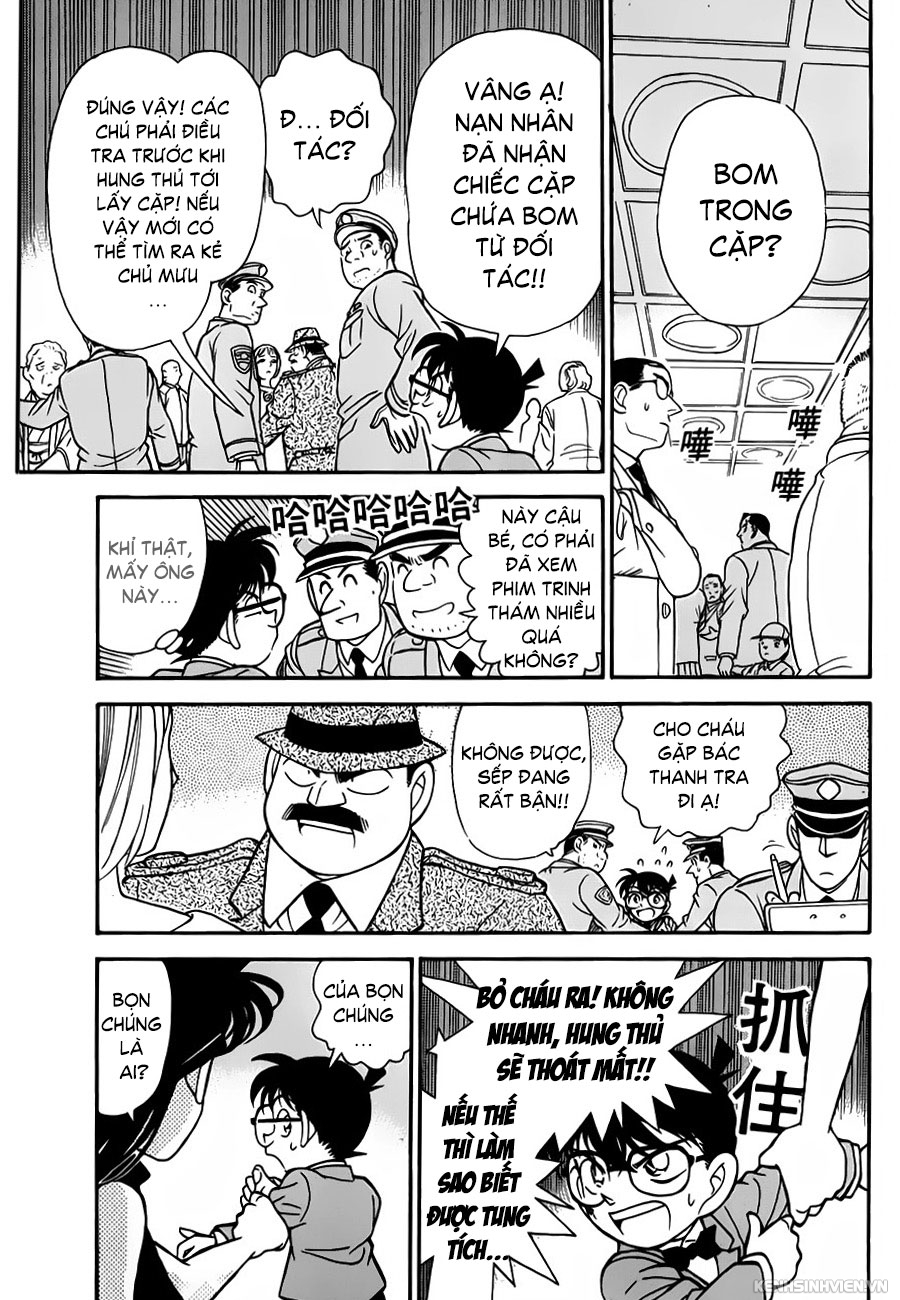 BOM
TRONG
CẶP?
嘩
嘩
嘩
VÂNG Ạ!
NẠN NHÂN
ĐÃ NHẬN
CHIẾC CẶP
CHỨA BOM
TỪ ĐỐI
TÁC!!
Đ... ĐỐI
TÁC?
ĐÚNG VẬY! CÁC
CHÚ PHẢI ĐIỀU
TRA TRƯỚC KHI
HUNG THỦ TỚI
LẤY CẶP! NẾU
VẬY MỚI CÓ
THỂ TÌM RA KẺ
CHỦ MƯU
...
NÀY CẬU
BÉ, CÓ PHẢI
ĐÃ XEM
PHIM TRINH
THÁM NHIỀU
QUÁ
KHÔNG?
哈哈哈哈哈
KHỈ THẬT,
MẤY ÔNG
NÀY...
CHO CHÁU
GẶP BÁC
THANH TRA
ĐI Ạ!
KHÔNG ĐƯỢC,
SẾP ĐANG
RẤT BẬN!!
抓住
BỎ CHÁU RA! KHÔNG
NHANH, HUNG THỦ
SẼ THOÁT MẤT!!
NẾU THẾ
THÌ LÀM
SAO BIẾT
ĐƯỢC TUNG
TÍCH...
CỦA BỌN
CHÚNG
...
BỌN
CHÚNG
LÀ
AI?
KENHSINHVIEN.VN